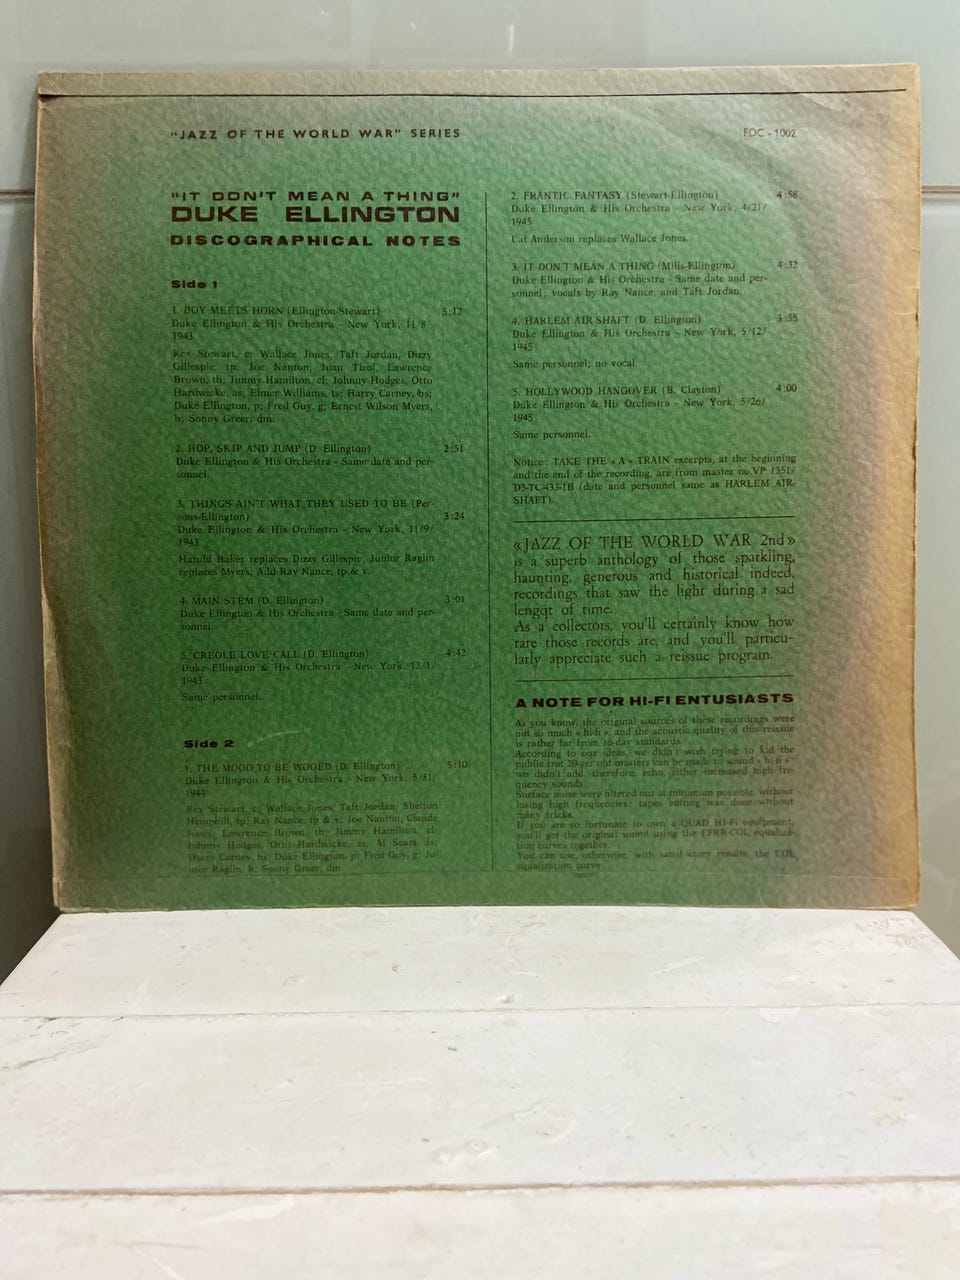 "JAZZ OF THE WORLD WAR" SERIES
FDC - 1002
"IT DON'T MEAN A THING"
DUKE ELLINGTON
DISCOGRAPHICAL NOTES
Side 1
1. BOY MEETS HORN (Ellington-Stewart) 5:12
Duke Ellington & His Orchestra - New York, 11/8/
1943
Rex Stewart, c; Wallace Jones, Taft Jordan, Dizzy
Gillespie, tp; Joe Nanton, Juan Tizol, Lawrence
Brown, tb; Jimmy Hamilton, cl; Johnny Hodges, Otto
Hardwicke, as; Elmer Williams, ts; Harry Carney, bs;
Duke Ellington, p; Fred Guy, g; Ernest Wilson Myers,
b; Sonny Greer, dm.
2. HOP, SKIP AND JUMP (D. Ellington) 2:51
Duke Ellington & His Orchestra - Same date and per-
sonnel.
3. THINGS AIN'T WHAT THEY USED TO BE (Per-
sons-Ellington) 3:24
Duke Ellington & His Orchestra - New York, 11/9/
1943
Harold Baker replaces Dizzy Gillespie; Junior Raglin
replaces Myers; Add Ray Nance, tp & v.
4. MAIN STEM (D. Ellington) 3:01
Duke Ellington & His Orchestra - Same date and per-
sonnel.
5. CREOLE LOVE CALL (D. Ellington) 4:42
Duke Ellington & His Orchestra - New York, 12/1/
1943
Same personnel.
Side 2
1. THE MOOD TO BE WOOED (D. Ellington) 5:10
Duke Ellington & His Orchestra - New York, 5/31/
1944
Rex Stewart, c; Wallace Jones, Taft Jordan, Shelton
Hemphill, tp; Ray Nance, tp & v; Joe Nanton, Claude
Jones, Lawrence Brown, tb; Jimmy Hamilton, cl;
Johnny Hodges, Otto Hardwicke, as; Al Sears, ts;
Harry Carney, bs; Duke Ellington, p; Fred Guy, g; Ju-
nior Raglin, b; Sonny Greer, dm
2. FRANTIC FANTASY (Stewart-Ellington) 4:58
Duke Ellington & His Orchestra - New York, 4/21/
1945
Cat Anderson replaces Wallace Jones.
3. IT DON'T MEAN A THING (Mills-Ellington) 4:32
Duke Ellington & His Orchestra - Same date and per-
sonnel; vocals by Ray Nance, and Taft Jordan.
4. HARLEM AIR-SHAFT (D. Ellington) 3:55
Duke Ellington & His Orchestra - New York, 5/12/
1945
Same personnel; no vocal.
5. HOLLYWOOD HANGOVER (B. Clayton) 4:00
Duke Ellington & His Orchestra - New York, 5/26/
1945
Same personnel.
Notice: TAKE THE « A » TRAIN excerpts, at the beginning
and the end of the recording, are from master no.VP 1351/
D5-TC-433-1B (date and personnel same as HARLEM AIR-
SHAFT).
«JAZZ OF THE WORLD WAR 2nd»
is a superb anthology of those sparkling,
haunting, generous and historical indeed,
recordings that saw the light during a sad
lengqt of time.
As a collectors, you'll certainly know how
rare those records are, and you'll particu-
larly appreciate such a reissue program.
A NOTE FOR HI-FI ENTUSIASTS
As you know, the original sources of these recordings were
not so much « hi-fi », and the acoustic quality of this reissue
is rather far from to-day standards.
According to our ideas, we didn't wish trying to kid the
public trat 20-yer old masters can be made to sound « hi-fi »
we didn't add, therefore, echo, either increased high fre-
quency sounds.
Surface noise were filtered out at minimum possible, without
losing high frequencies: tapes editing was done without
many tricks.
If you are so fortunate to own a QUAD HI-Fi equipment,
you'll get the original sound using the FFRR-COL equaliza-
tion curves together
You can use, otherwise, with satisfactory results, the COL
equalization curve